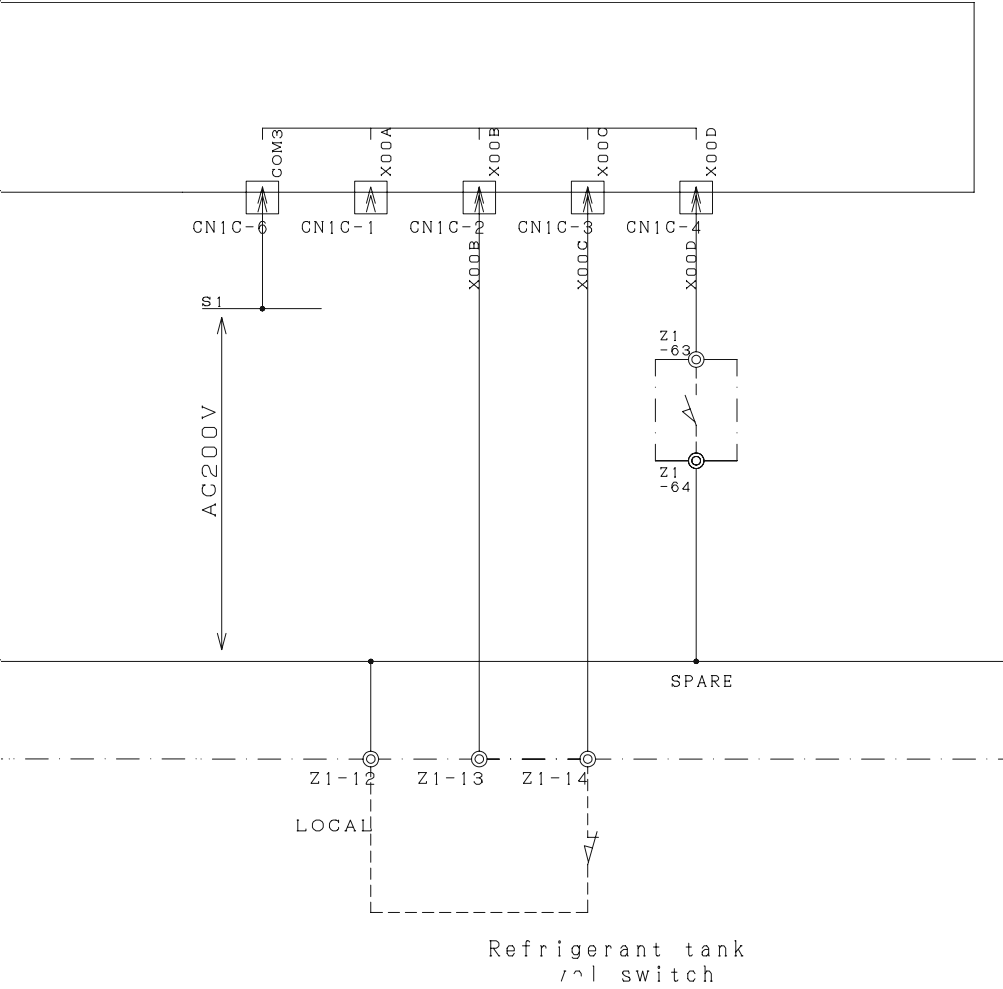 COM3
X00A
X00B
X00C
X00D
CN1C-6
CN1C-1
CN1C-2
CN1C-3
CN1C-4
X00B
X00C
X00D
S1
Z1
-63
AC200V
Z1
-64
SPARE
Z1-12
Z1-13
Z1-14
LOCAL
Refrigerant tank
switch